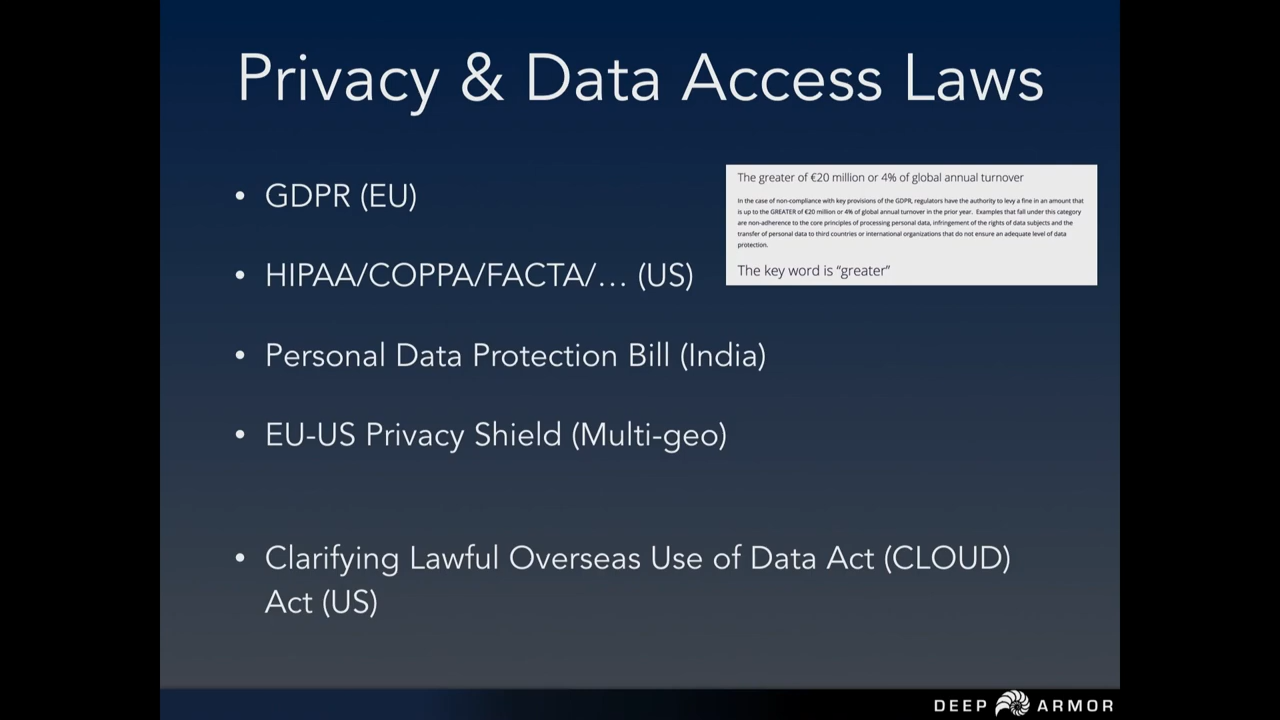 Privacy & Data Access Laws
• GDPR (EU)
• HIPAA/COPPA/FACTA/… (US)
• Personal Data Protection Bill (India)
• EU-US Privacy Shield (Multi-geo)
• Clarifying Lawful Overseas Use of Data Act (CLOUD)
Act (US)
The greater of €20 million or 4% of global annual turnover
In the case of non-compliance with key provisions of the GDPR, regulators have the authority to levy a fine in an amount that
is up to the GREATER of €20 million or 4% of global annual turnover in the prior year. Examples that fall under this category
are non-adherence to the core principles of processing personal data, infringement of the rights of data subjects and the
transfer of personal data to third countries or international organizations that do not ensure an adequate level of data
protection.
The key word is “greater”
DEEP ARMOR